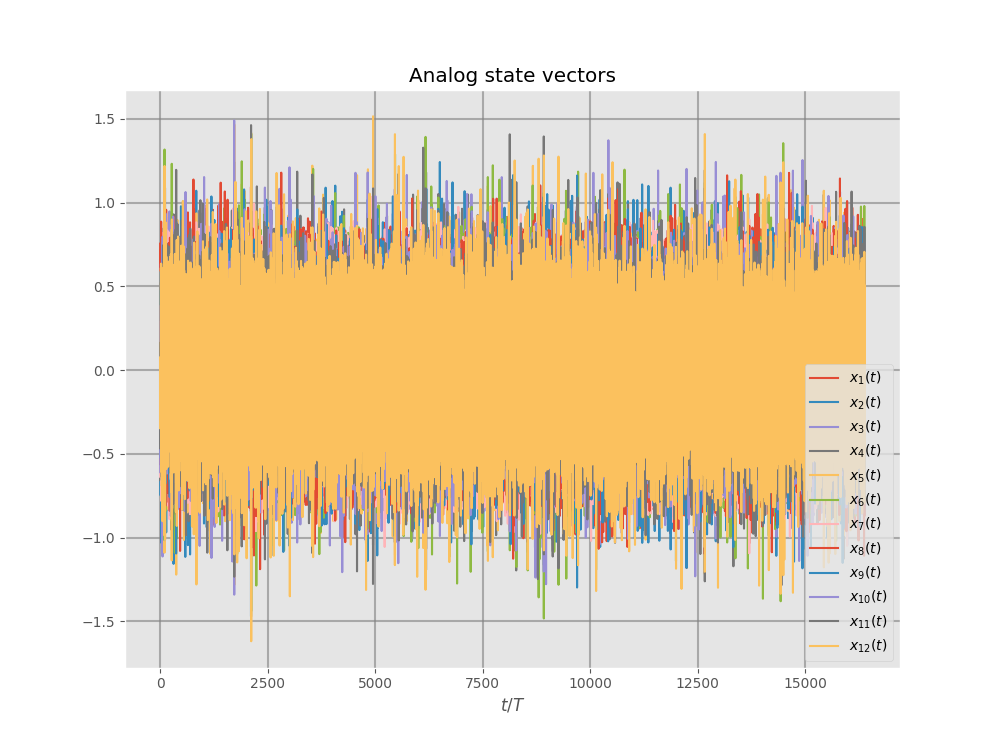 Analog state vectors
1.5
1.0
0.5
0.0
−0.5
−1.0
−1.5
0 2500 5000 7500 10000 12500 15000
t/T
x₁(t)
x₂(t)
x₃(t)
x₄(t)
x₅(t)
x₆(t)
x₇(t)
x₈(t)
x₉(t)
x₁₀(t)
x₁₁(t)
x₁₂(t)